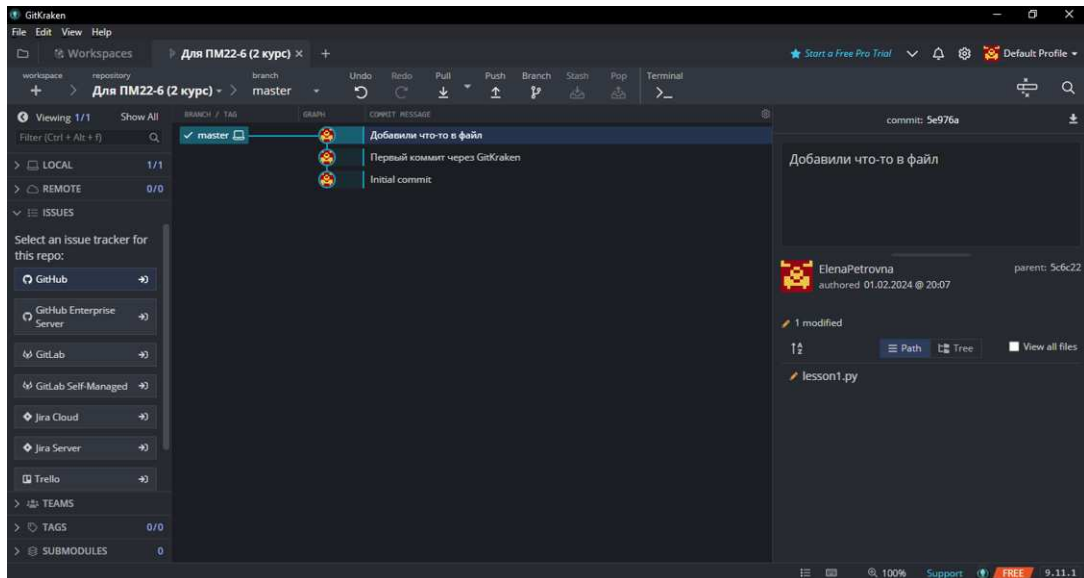 GitKraken
File Edit View Help
Workspaces
Для ПМ22-6 (2 курс)
Start a Free Pro Trial
Default Profile
workspace
repository
Для ПМ22-6 (2 курс)
branch
master
Undo
Redo
Pull
Push
Branch
Stash
Pop
Terminal
Viewing 1/1 Show All
Filter (Ctrl + Alt + f)
LOCAL 1/1
REMOTE 0/0
ISSUES
Select an issue tracker for
this repo:
GitHub
GitHub Enterprise
Server
GitLab
GitLab Self-Managed
Jira Cloud
Jira Server
Trello
TEAMS
TAGS 0/0
SUBMODULES 0
BRANCH / TAG GRAPH COMMIT MESSAGE
master Добавили что-то в файл
Первый коммит через GitKraken
Initial commit
commit: 5e976a
Добавили что-то в файл
ElenaPetrovna parent: 5c6c22
authored 01.02.2024 @ 20:07
1 modified
Path Tree View all files
lesson1.py
100% Support FREE 9.11.1